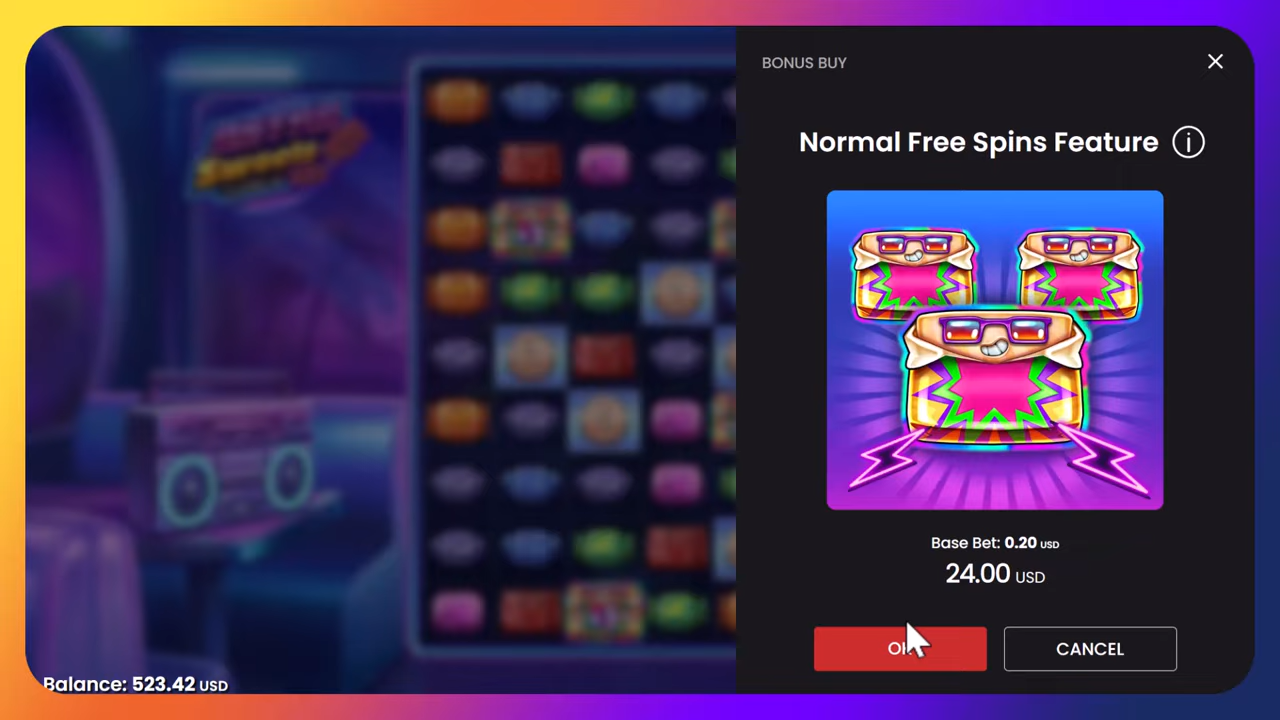 BONUS BUY
Normal Free Spins Feature
Base Bet: 0.20 USD
24.00 USD
OK
CANCEL
Balance: 523.42 USD